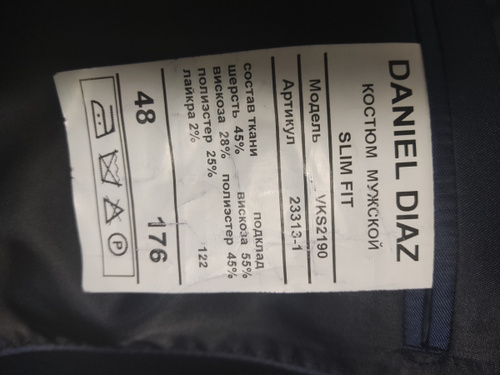 DANIEL DIAZ
КОСТЮМ МУЖСКОЙ
SLIM FIT
Модель VKS2190
Артикул 23313-1
состав ткани подклад
шерсть 45% вискоза 55%
вискоза 28% полиэстер 45%
полиэстер 25%
лайкра 2% 122
48 176
P